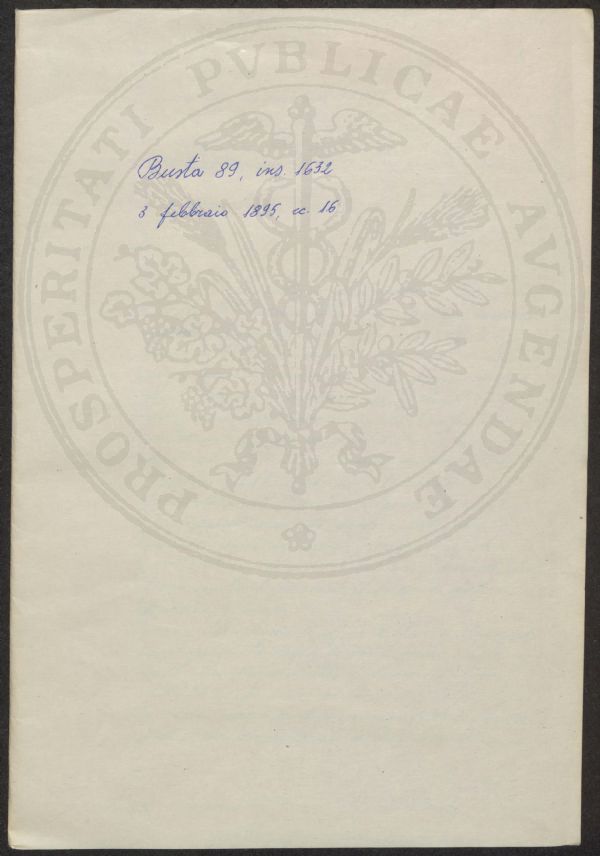 PROSPERITATI PVBLICAE AVGENDAE
Busta 89, ins. 1632
3 febbraio 1895, cc. 16